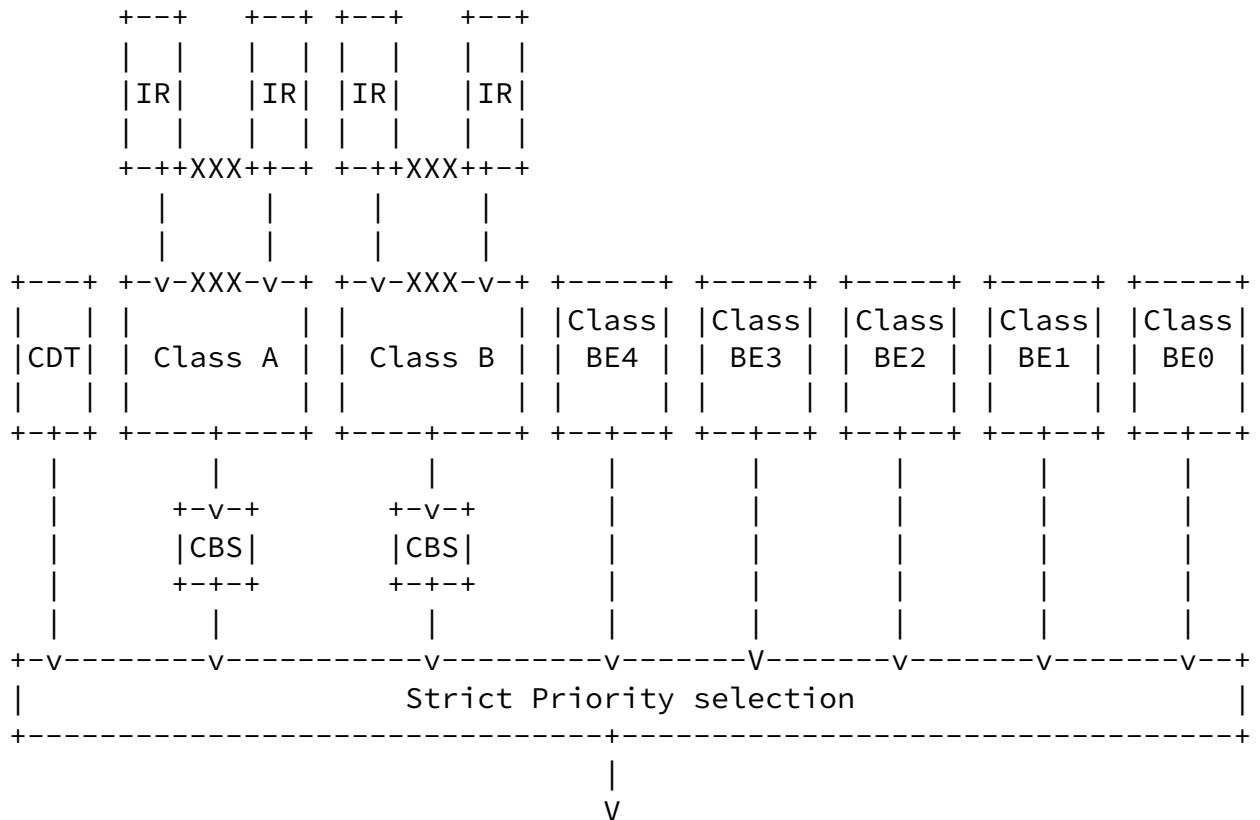 +--+   +--+ +--+   +--+
|  |   |  | |  |   |  |
|IR|   |IR| |IR|   |IR|
|  |   |  | |  |   |  |
+-++XXX++-+ +-++XXX++-+
|     |     |     |
|     |     |     |
+---+ +-v-XXX-v-+ +-v-XXX-v-+ +-----+ +-----+ +-----+ +-----+ +-----+
|   | |         | |         | |Class| |Class| |Class| |Class| |Class|
|CDT| | Class A | | Class B | | BE4 | | BE3 | | BE2 | | BE1 | | BE0 |
|   | |         | |         | |     | |     | |     | |     | |     |
+-+-+ +----+----+ +----+----+ +--+--+ +--+--+ +--+--+ +--+--+ +--+--+
|        |           |         |       |       |       |       |
|      +-v-+       +-v-+       |       |       |       |       |
|      |CBS|       |CBS|       |       |       |       |       |
|      +-+-+       +-+-+       |       |       |       |       |
|        |           |         |       |       |       |       |
+-v--------v-----------v---------v-------V-------v-------v-------v--+
|                     Strict Priority selection                     |
+--------------------------------+----------------------------------+
|
V